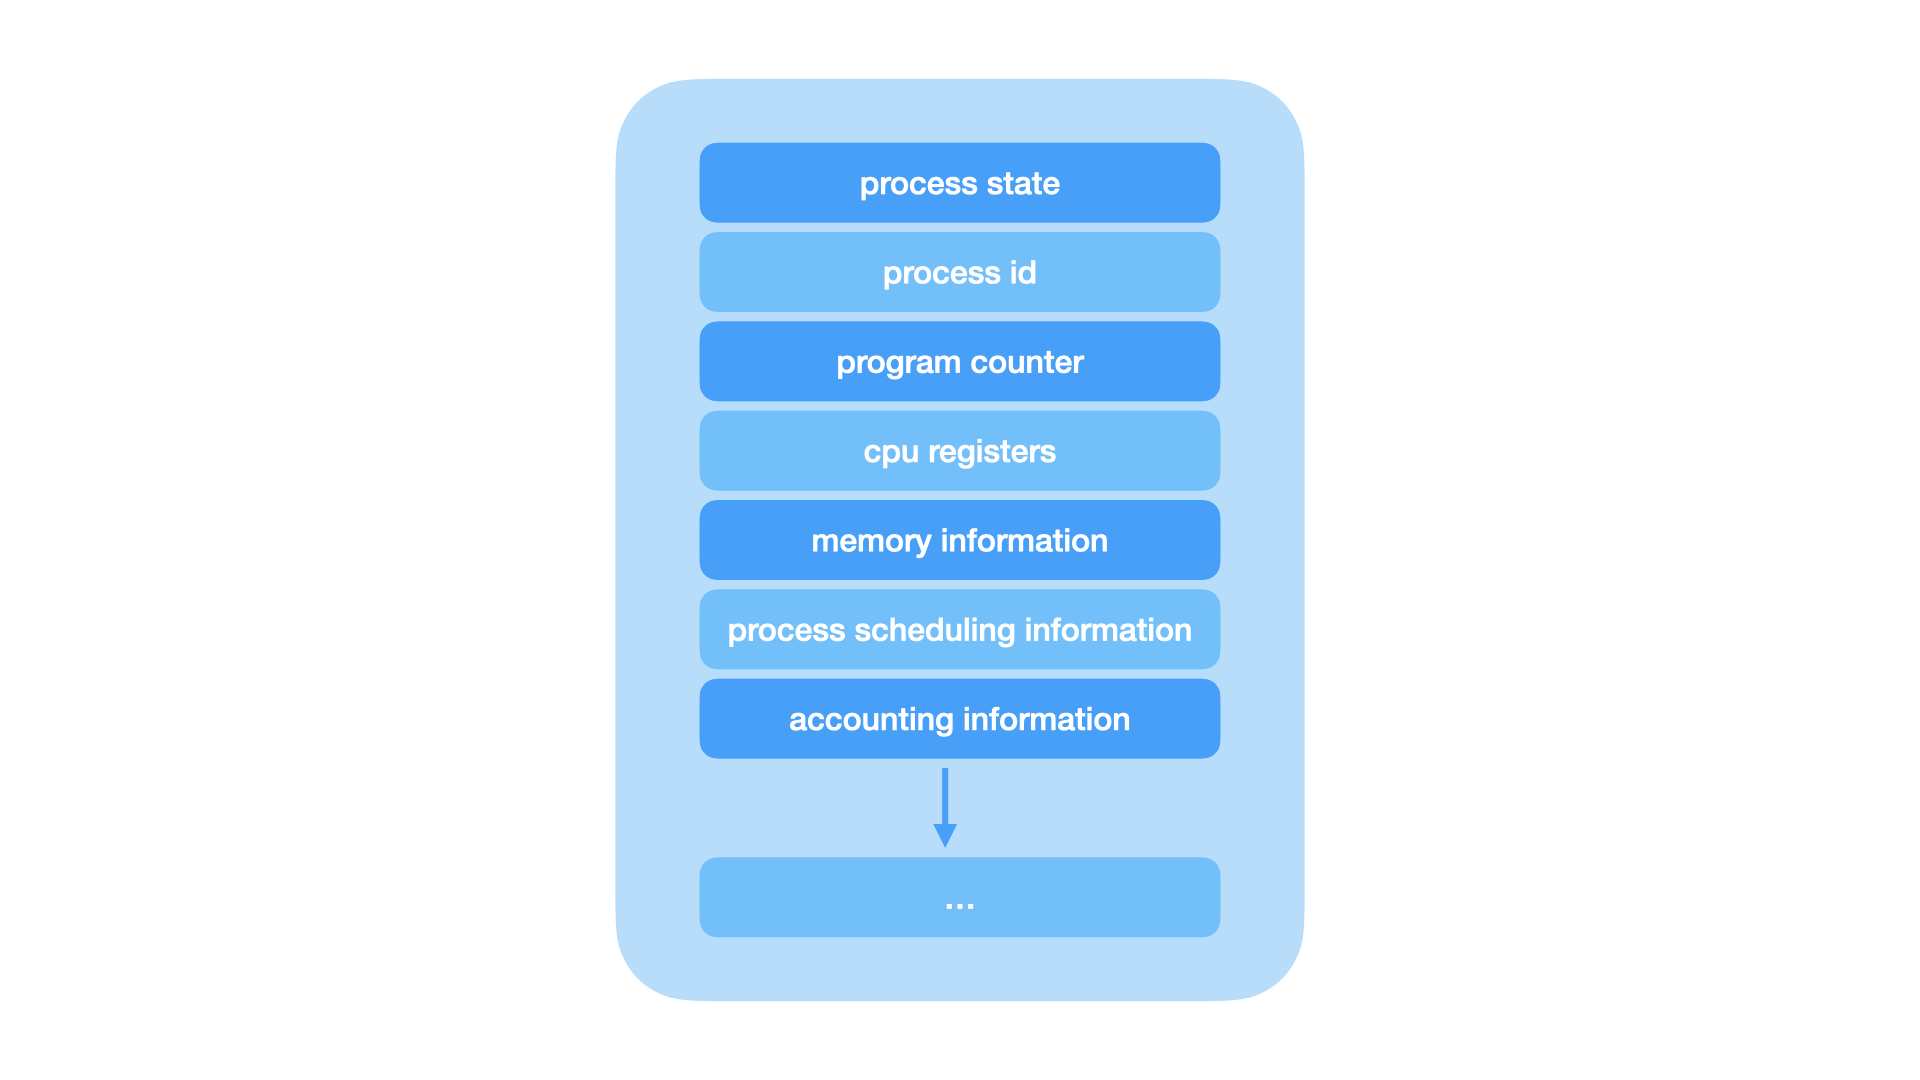 process state
process id
program counter
cpu registers
memory information
process scheduling information
accounting information
...